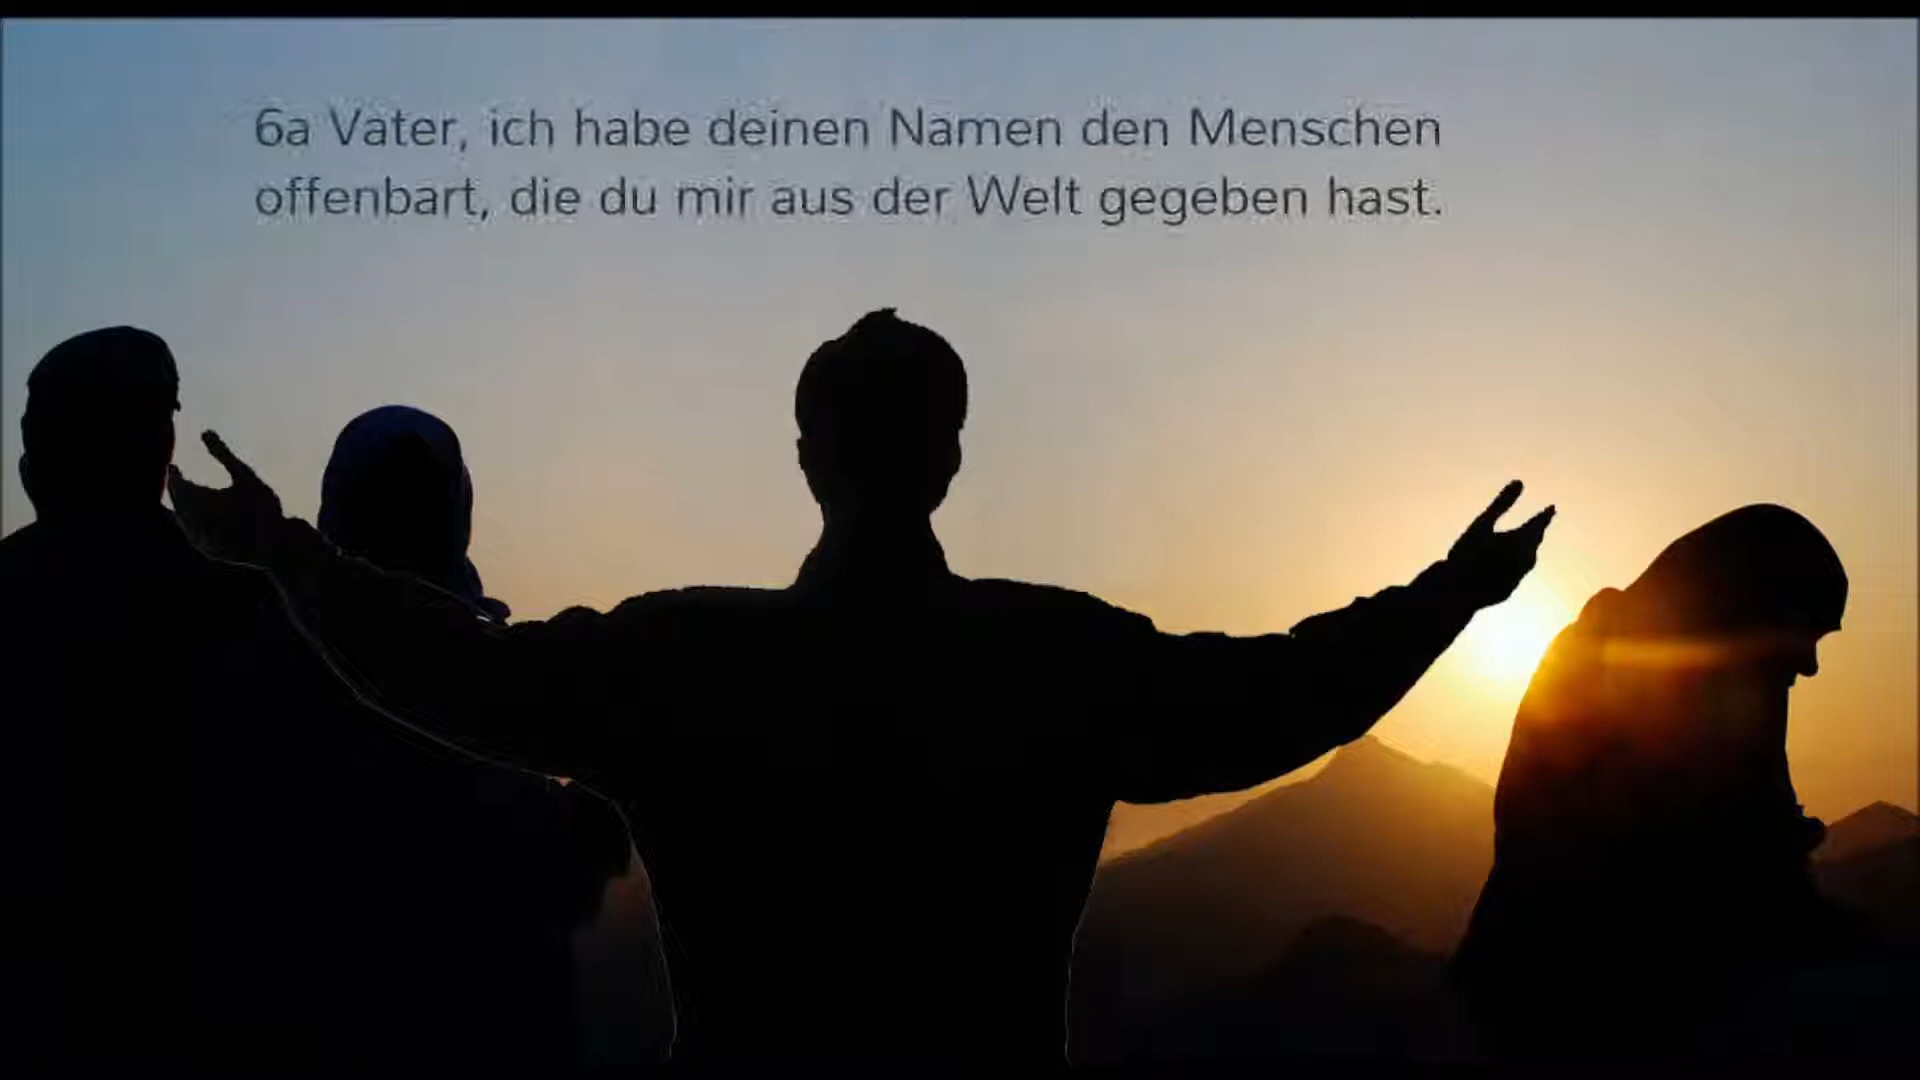 6a Vater, ich habe deinen Namen den Menschen
offenbart, die du mir aus der Welt gegeben hast.